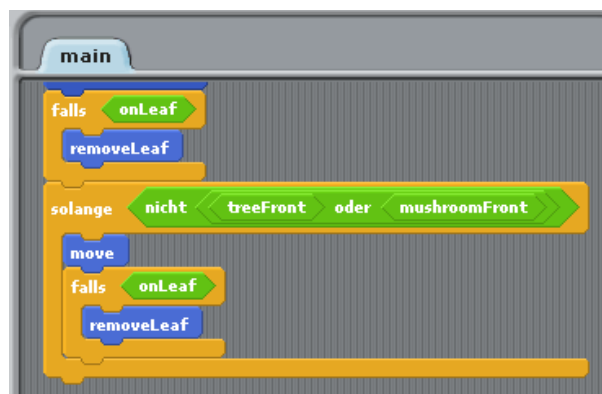 main
falls onLeaf
removeLeaf
solange nicht treeFront oder mushroomFront
move
falls onLeaf
removeLeaf